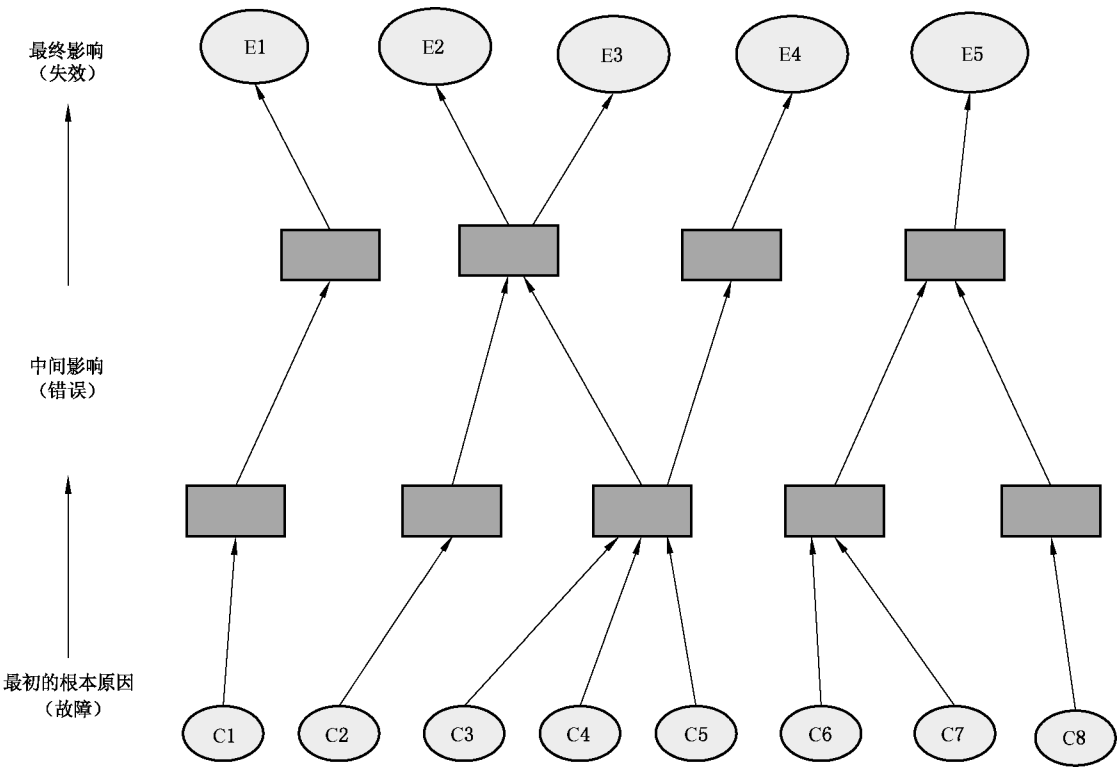 最终影响
（失效）
E1
E2
E3
E4
E5
中间影响
（错误）
最初的根本原因
（故障）
C1
C2
C3
C4
C5
C6
C7
C8